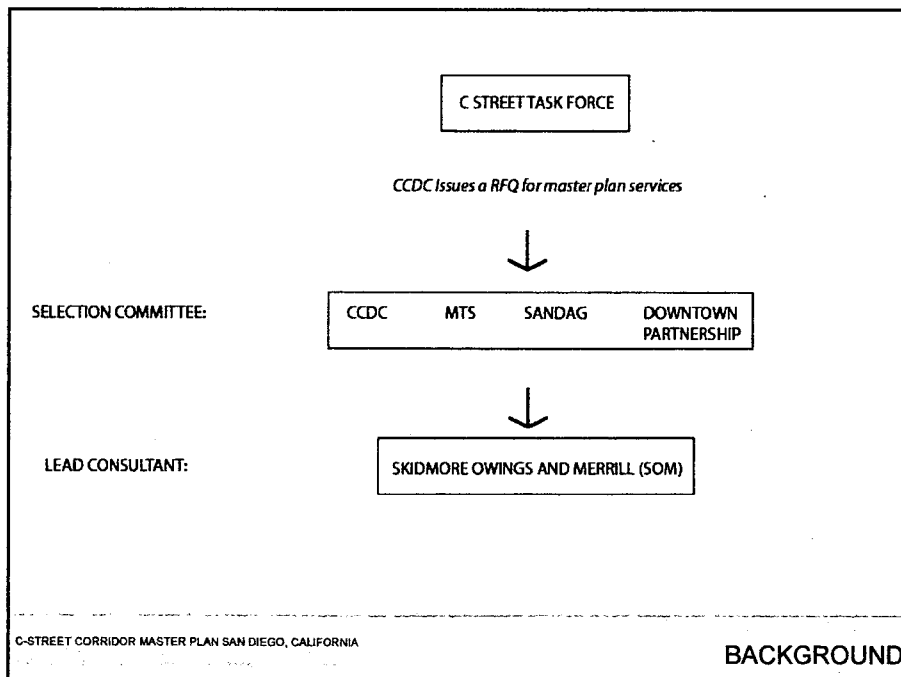 C STREET TASK FORCE
CCDC Issues a RFQ for master plan services
SELECTION COMMITTEE:
CCDC MTS SANDAG DOWNTOWN
PARTNERSHIP
LEAD CONSULTANT:
SKIDMORE OWINGS AND MERRILL (SOM)
C-STREET CORRIDOR MASTER PLAN SAN DIEGO, CALIFORNIA
BACKGROUND